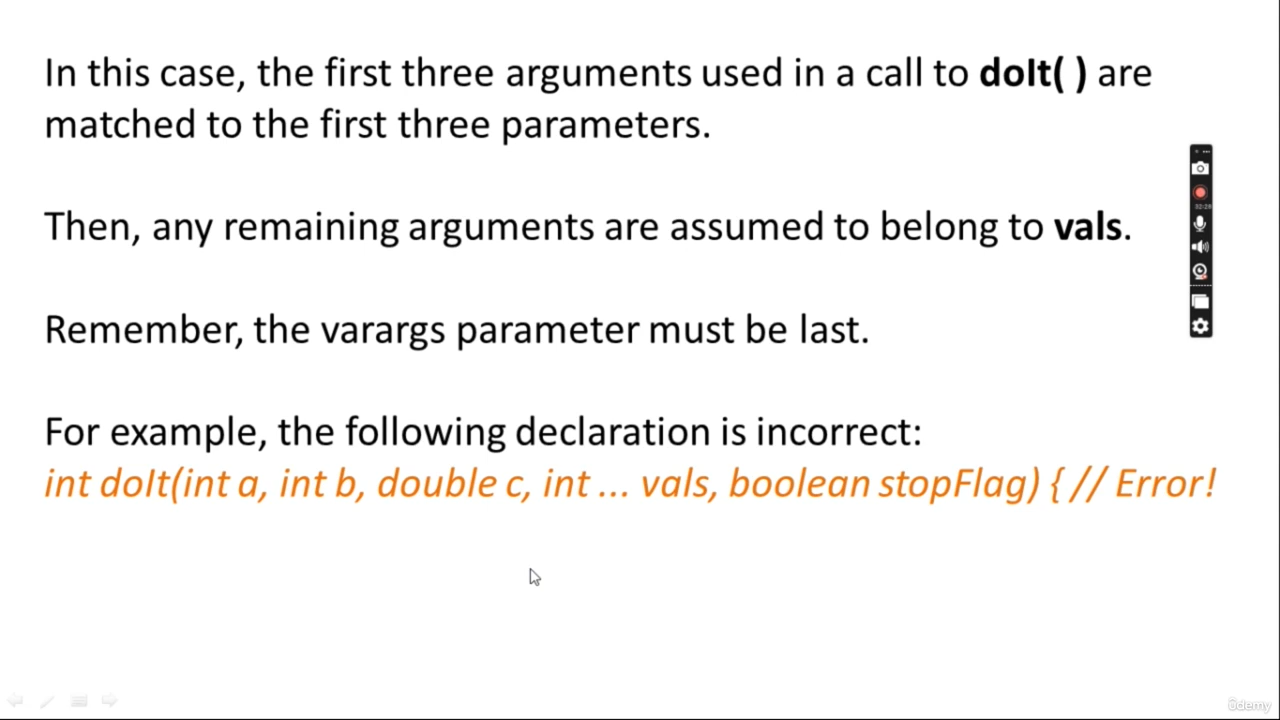 In this case, the first three arguments used in a call to doIt( ) are
matched to the first three parameters.
Then, any remaining arguments are assumed to belong to vals.
Remember, the varargs parameter must be last.
For example, the following declaration is incorrect:
int doIt(int a, int b, double c, int ... vals, boolean stopFlag) { // Error!
ûdemy